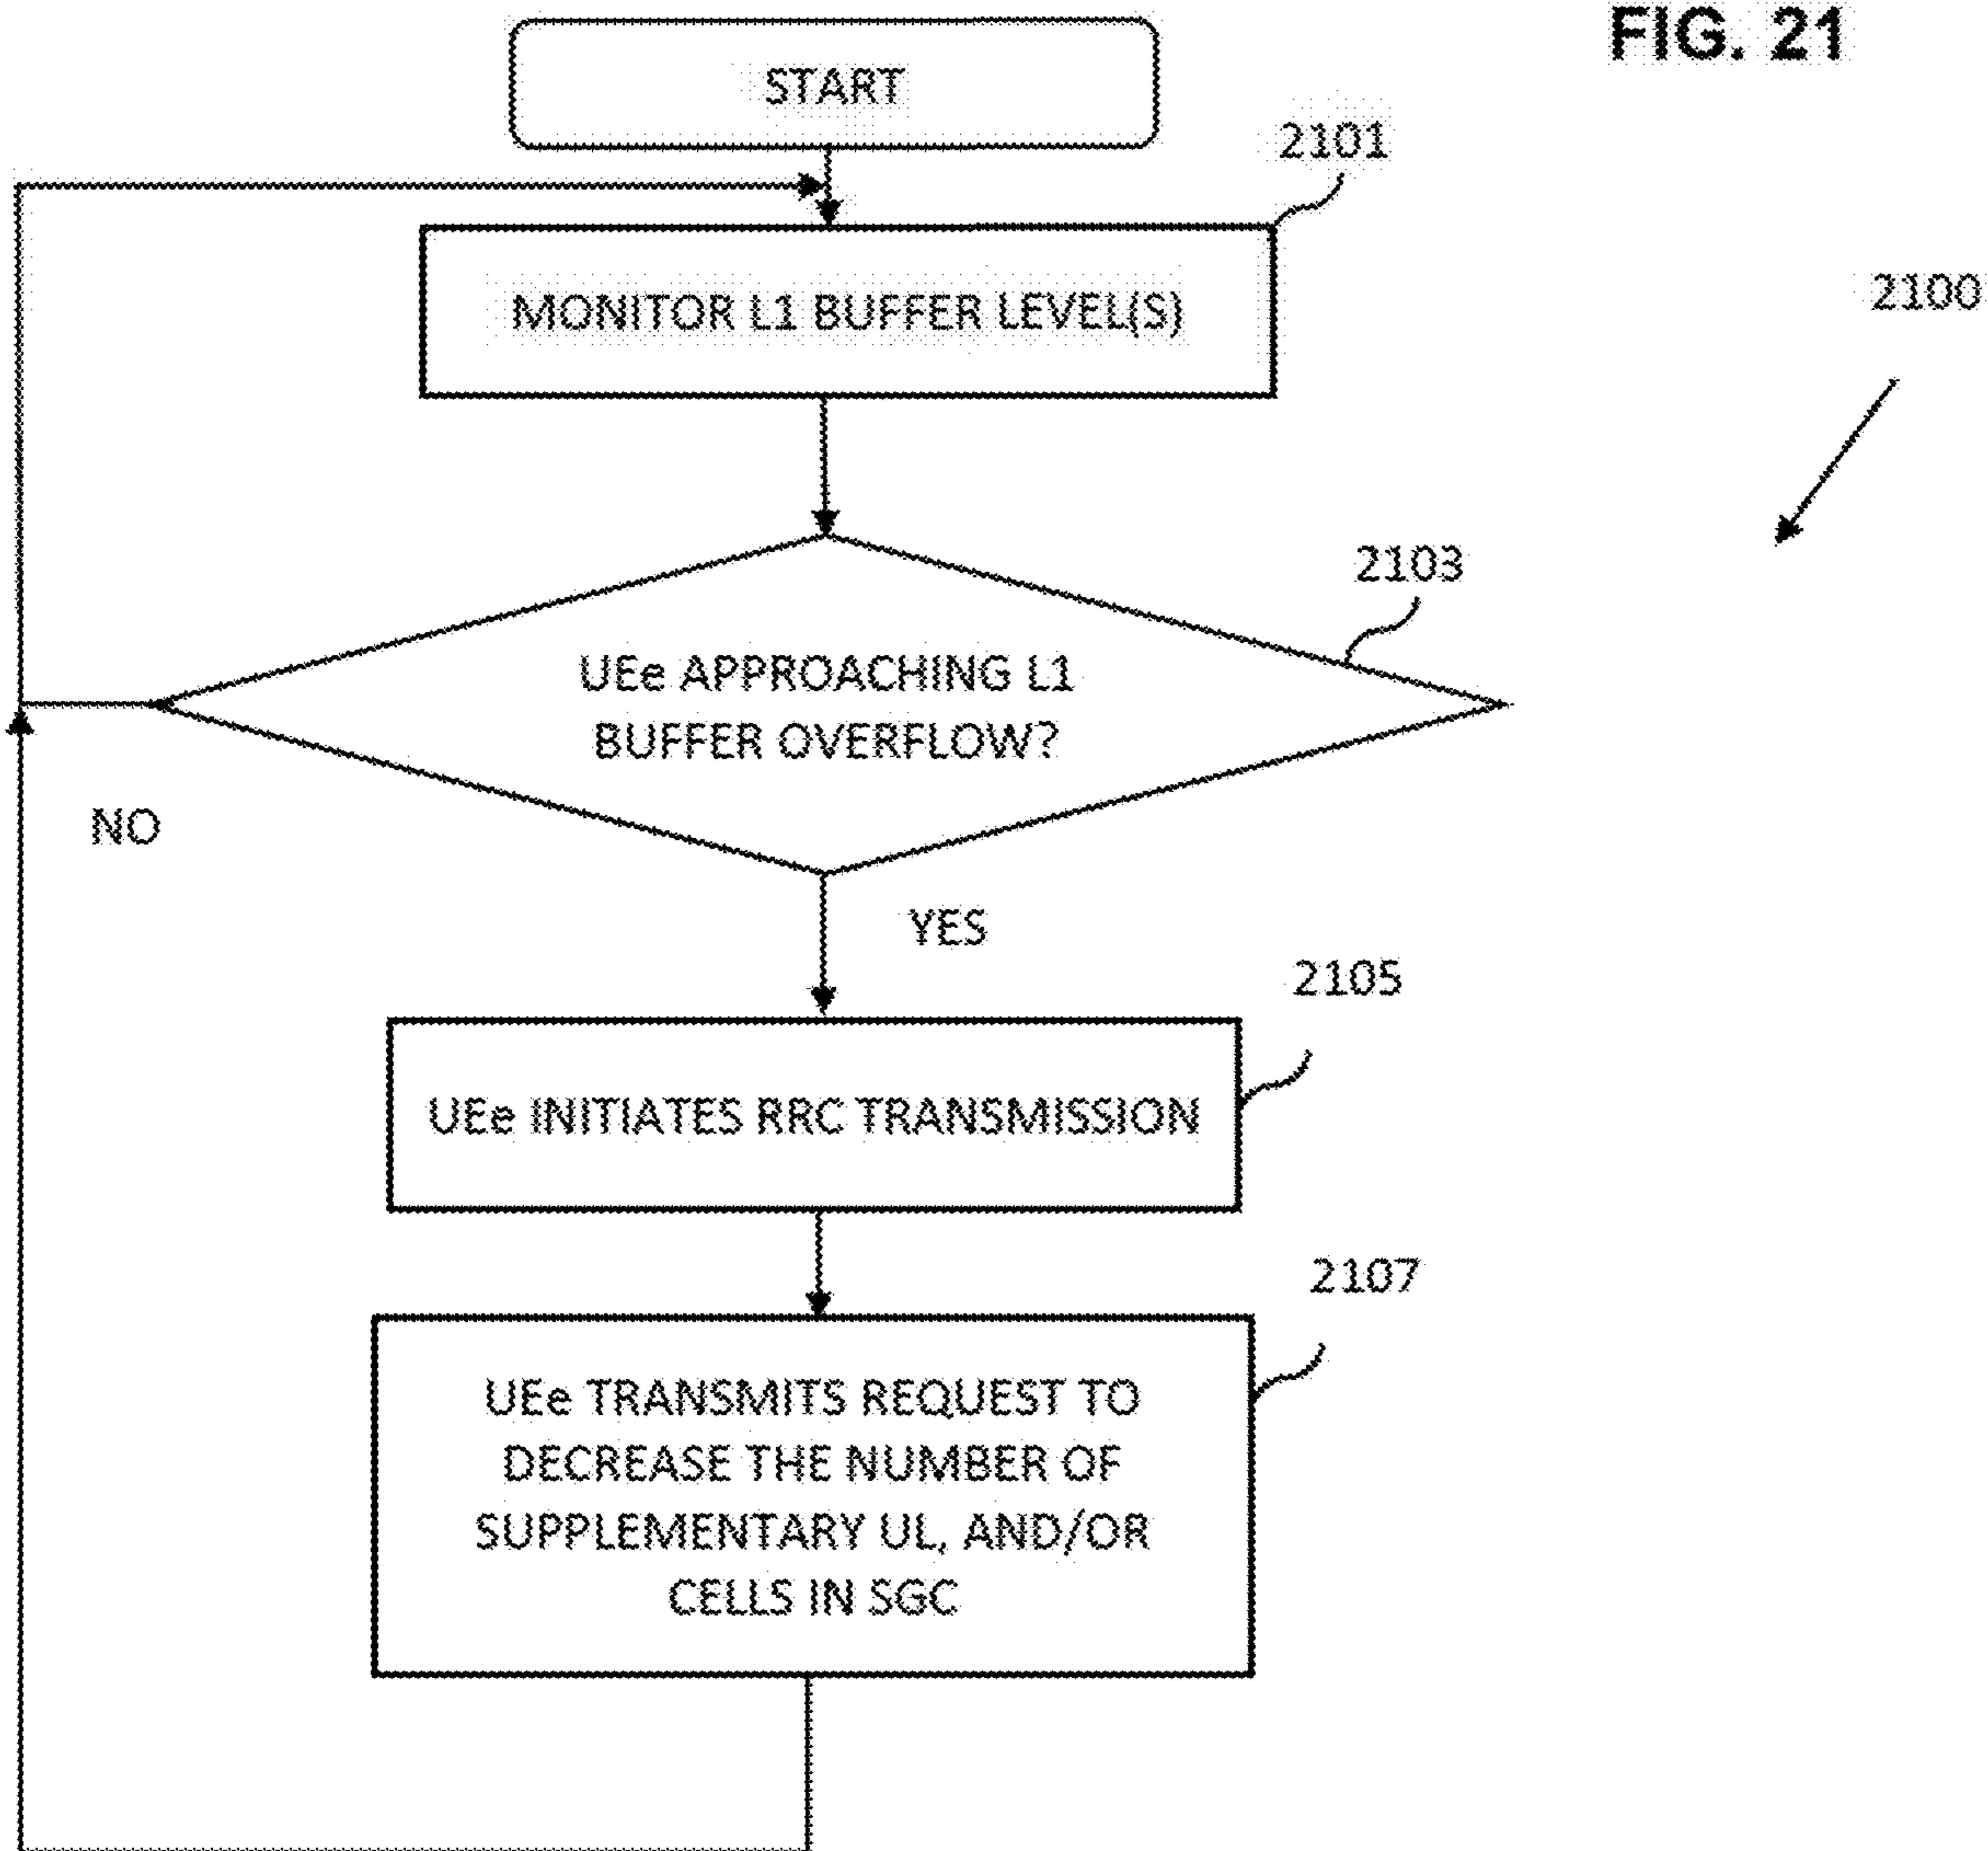 FIG. 21
START
2101
MONITOR L1 BUFFER LEVEL(S)
2100
2103
UEe APPROACHING L1
BUFFER OVERFLOW?
NO
YES
2105
UEe INITIATES RRC TRANSMISSION
2107
UEe TRANSMITS REQUEST TO
DECREASE THE NUMBER OF
SUPPLEMENTARY UL, AND/OR
CELLS IN SGC